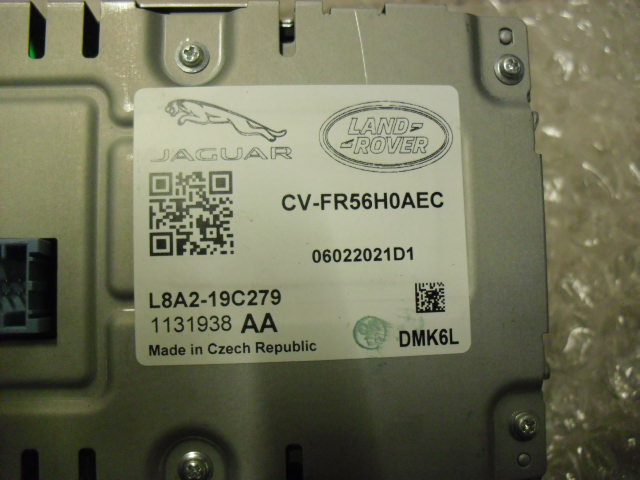 JAGUAR
LAND
ROVER
CV-FR56H0AEC
06022021D1
L8A2-19C279
1131938 AA
Made in Czech Republic
DMK6L